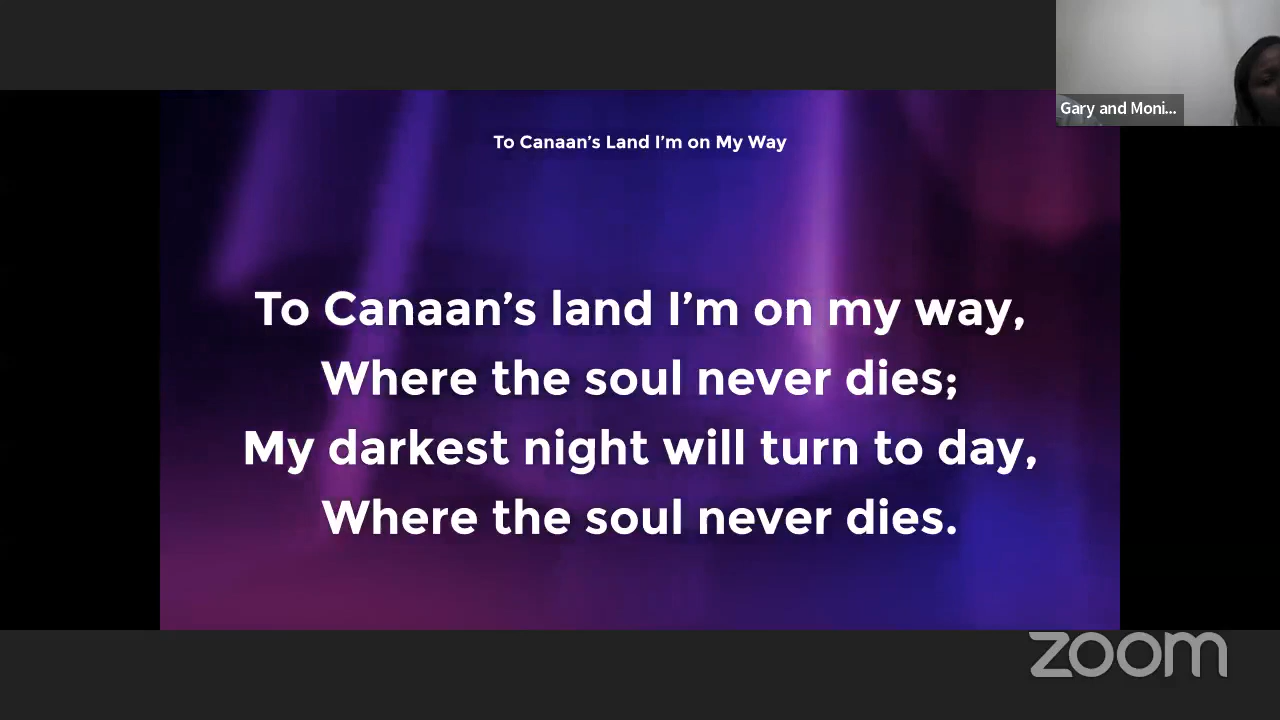 Gary and Moni...
To Canaan’s Land I’m on My Way
To Canaan’s land I’m on my way,
Where the soul never dies;
My darkest night will turn to day,
Where the soul never dies.
zoom